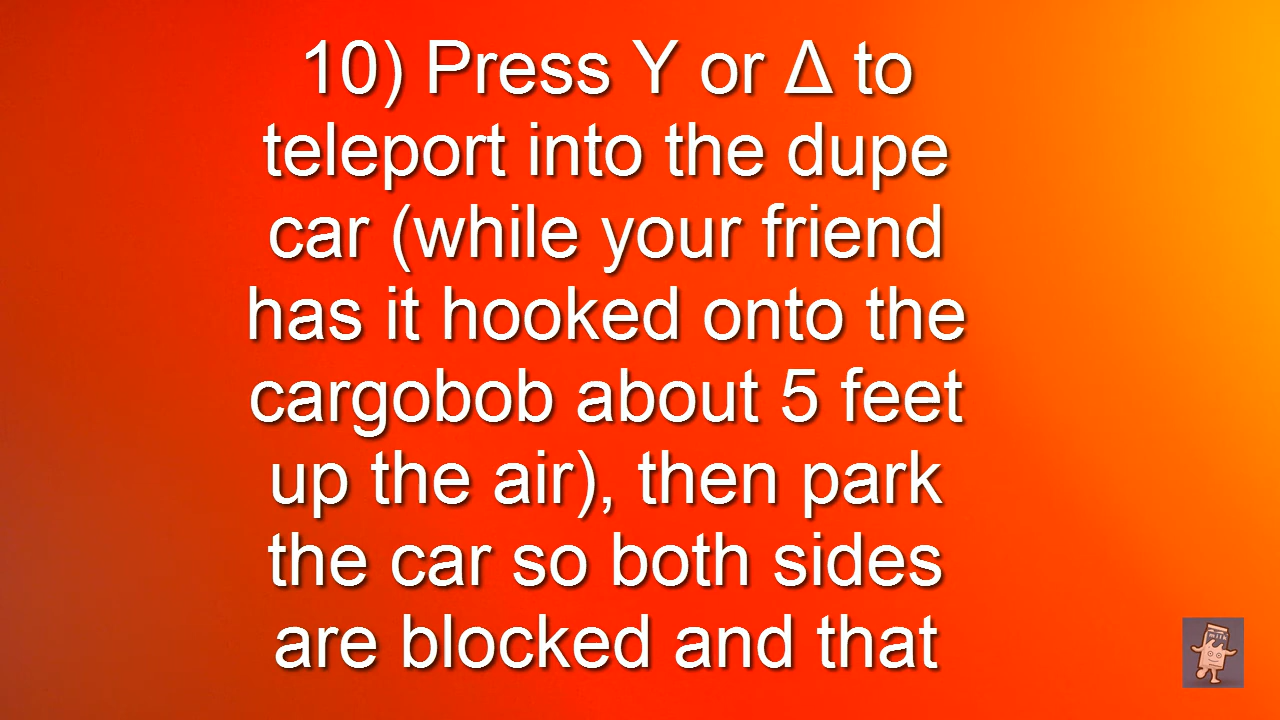 10) Press Y or Δ to
teleport into the dupe
car (while your friend
has it hooked onto the
cargobob about 5 feet
up the air), then park
the car so both sides
are blocked and that
milk